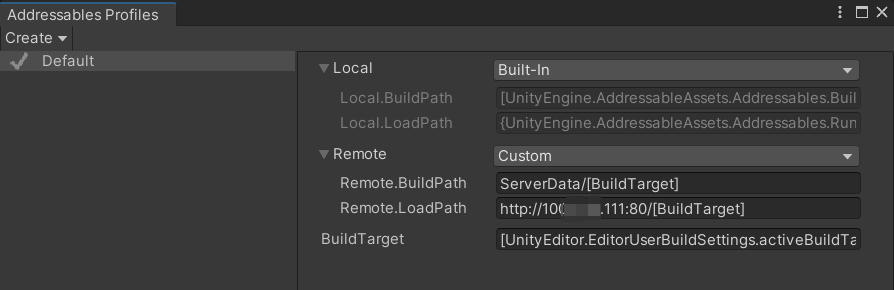 Addressables Profiles
Create
Default
Local
Built-In
Local.BuildPath
[UnityEngine.AddressableAssets.Addressables.Buil
Local.LoadPath
{UnityEngine.AddressableAssets.Addressables.Run
Remote
Custom
Remote.BuildPath
ServerData/[BuildTarget]
Remote.LoadPath
http://10 .111:80/[BuildTarget]
BuildTarget
[UnityEditor.EditorUserBuildSettings.activeBuildTa